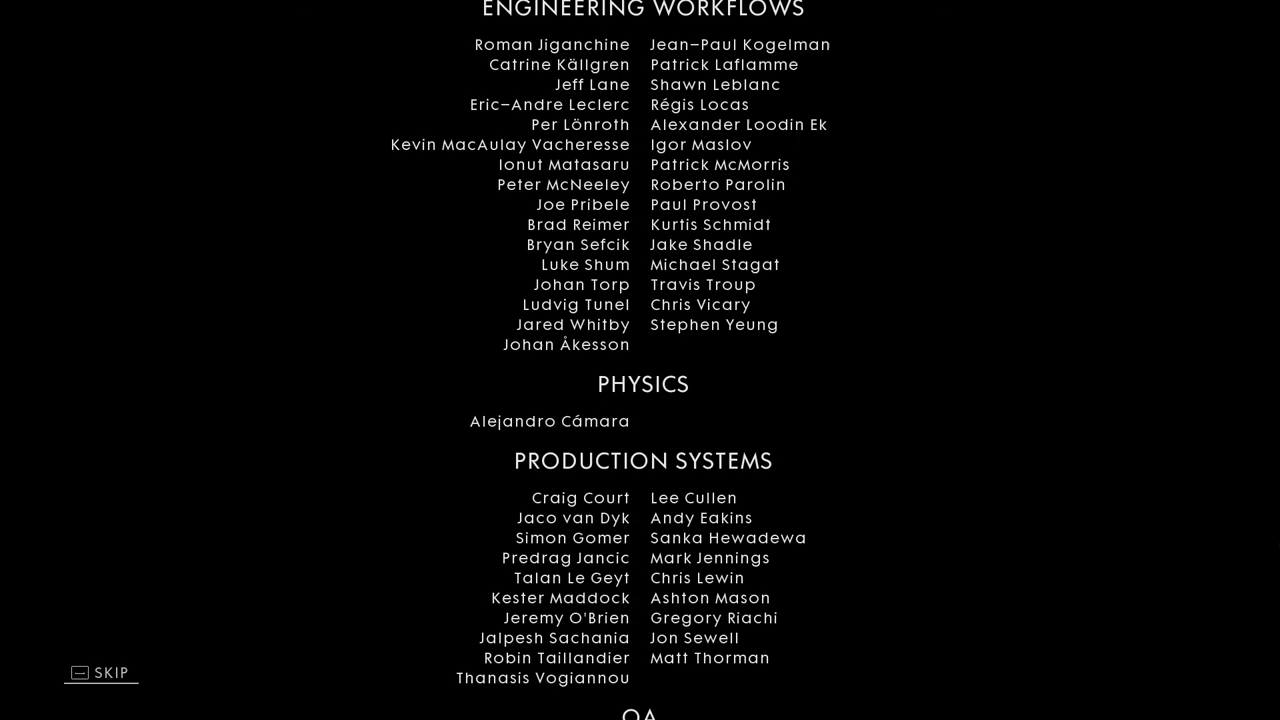 ENGINEERING WORKFLOWS
Roman Jiganchine Jean–Paul Kogelman
Catrine Källgren Patrick Laflamme
Jeff Lane Shawn Leblanc
Eric–Andre Leclerc Régis Locas
Per Lönroth Alexander Loodin Ek
Kevin MacAulay Vacheresse Igor Maslov
Ionut Matasaru Patrick McMorris
Peter McNeeley Roberto Parolin
Joe Pribele Paul Provost
Brad Reimer Kurtis Schmidt
Bryan Sefcik Jake Shadle
Luke Shum Michael Stagat
Johan Torp Travis Troup
Ludvig Tunel Chris Vicary
Jared Whitby Stephen Yeung
Johan Åkesson
PHYSICS
Alejandro Cámara
PRODUCTION SYSTEMS
Craig Court Lee Cullen
Jaco van Dyk Andy Eakins
Simon Gomer Sanka Hewadewa
Predrag Jancic Mark Jennings
Talan Le Geyt Chris Lewin
Kester Maddock Ashton Mason
Jeremy O'Brien Gregory Riachi
Jalpesh Sachania Jon Sewell
Robin Taillandier Matt Thorman
Thanasis Vogiannou
SKIP
QA